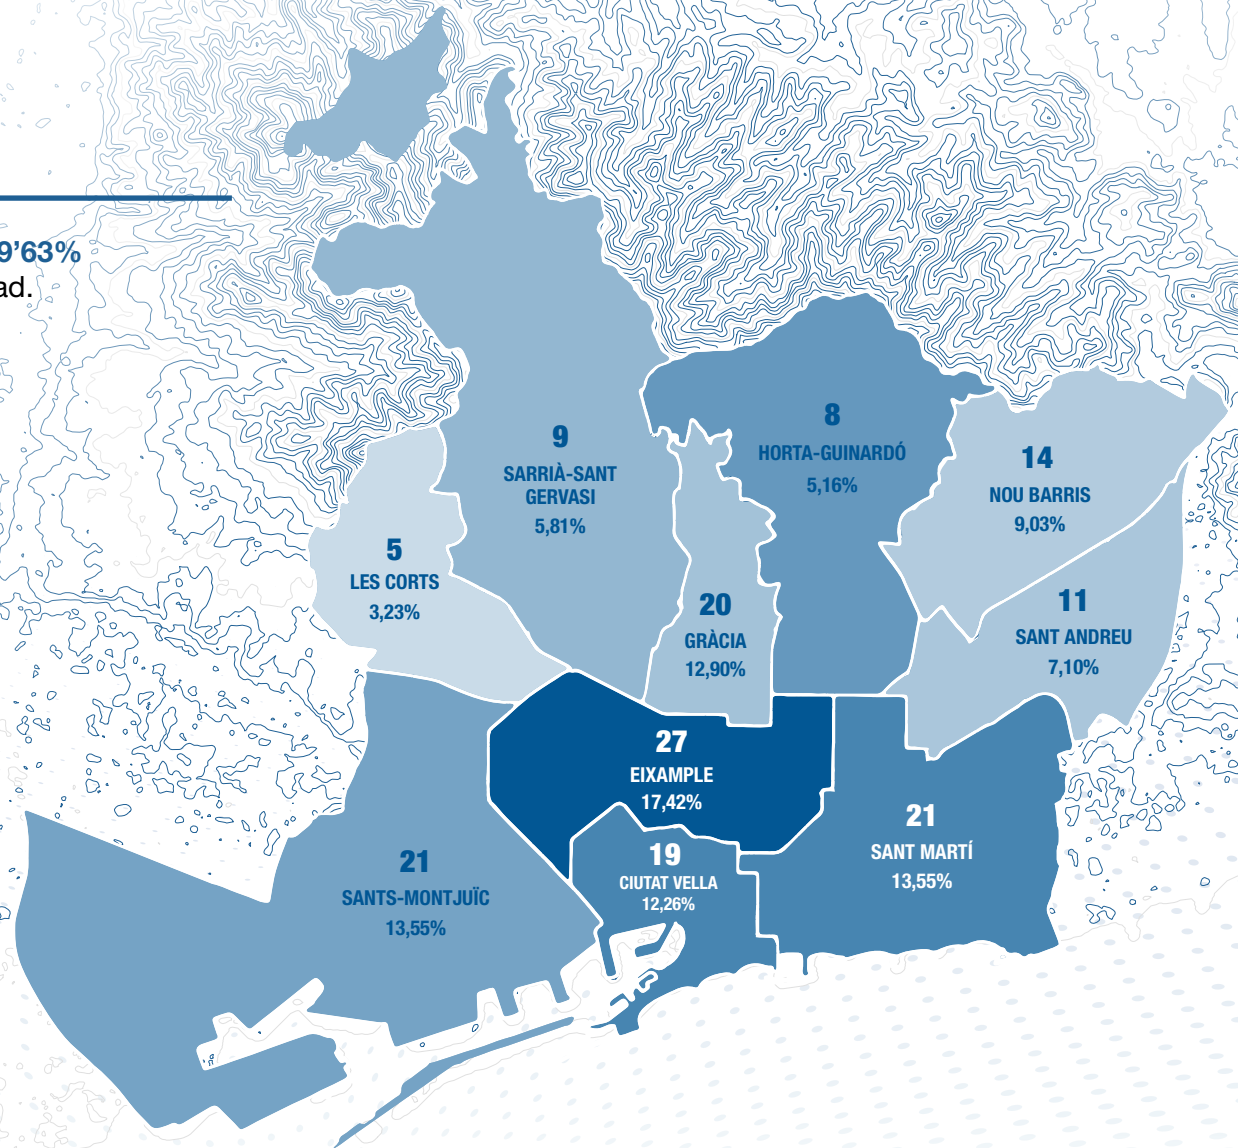 9’63%
ad.
9
SARRIÀ-SANT
GERVASI
5,81%
8
HORTA-GUINARDÓ
5,16%
14
NOU BARRIS
9,03%
5
LES CORTS
3,23%
20
GRÀCIA
12,90%
11
SANT ANDREU
7,10%
27
EIXAMPLE
17,42%
21
SANTS-MONTJUÏC
13,55%
19
CIUTAT VELLA
12,26%
21
SANT MARTÍ
13,55%